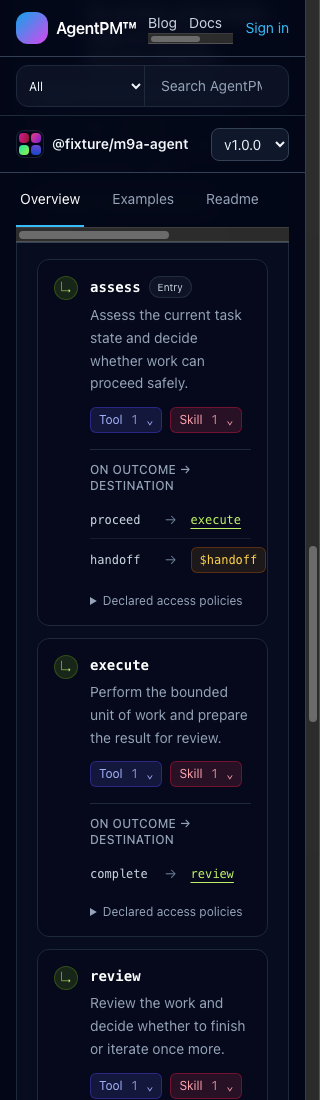 AgentPM™ Blog Docs Sign in
All Search AgentPM
@fixture/m9a-agent v1.0.0
Overview Examples Readme
assess Entry
Assess the current task
state and decide
whether work can
proceed safely.
Tool 1 Skill 1
ON OUTCOME →
DESTINATION
proceed → execute
handoff → $handoff
▶ Declared access policies
execute
Perform the bounded
unit of work and prepare
the result for review.
Tool 1 Skill 1
ON OUTCOME →
DESTINATION
complete → review
▶ Declared access policies
review
Review the work and
decide whether to finish
or iterate once more.
Tool 1 Skill 1